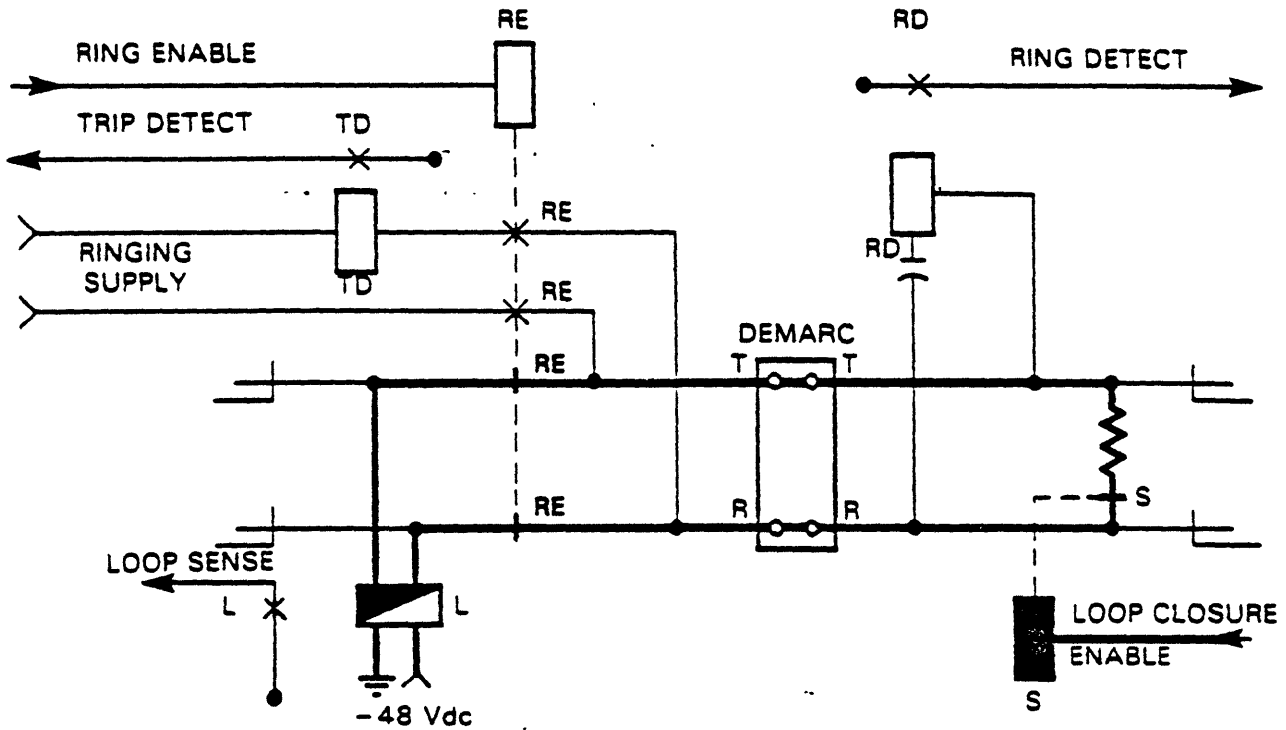 RE
RD
RING ENABLE
RING DETECT
TRIP DETECT
TD
RE
RINGING
SUPPLY
RD
TD
RE
DEMARC
RE
T
T
RE
R
R
S
LOOP SENSE
L
L
LOOP CLOSURE
ENABLE
S
-48 Vdc